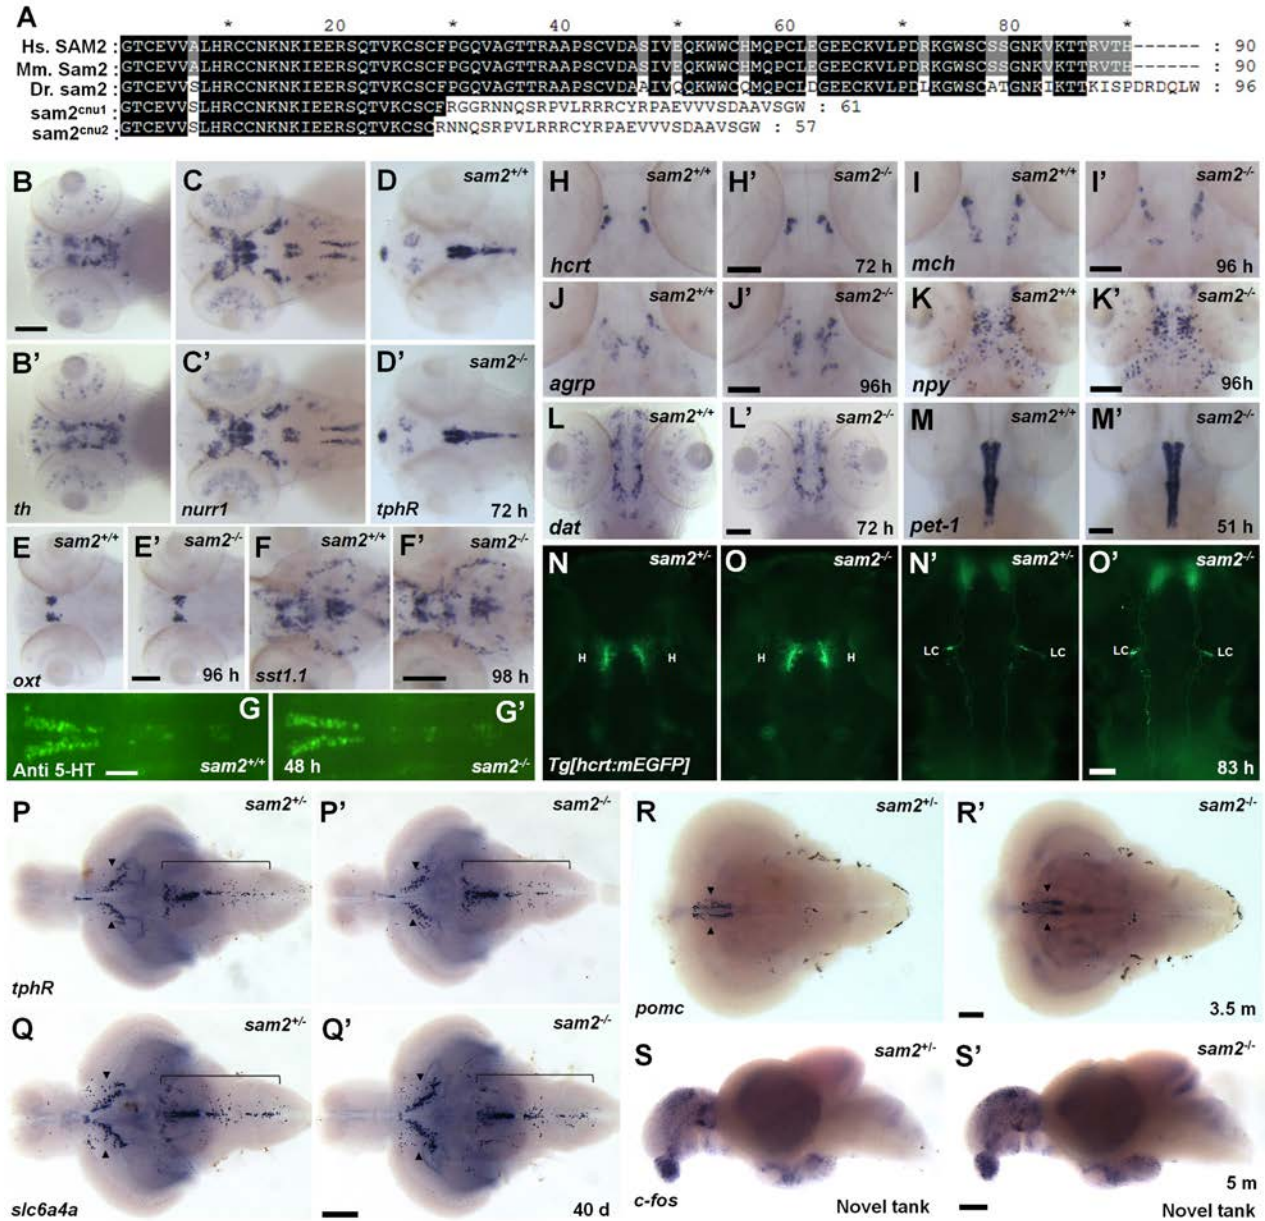 A
* 20 * 40 * 60 * 80 *
Hs. SAM2 : GTCEVVALHRCCNKNKIEERSQTVKCSCFPGQVAGTTRAAPSCVDASIVEQKWWCHMQPCLEGEECKVLPDRKGWSCSSGNKVKTTRVTH------ : 90
Mm. Sam2 : GTCEVVALHRCCNKNKIEERSQTVKCSCFPGQVAGTTRAAPSCVDASIVEQKWWCHMQPCLEGEECKVLPDRKGWSCSSGNKVKTTRVTH------ : 90
Dr. sam2 : GTCEVVSLHRCCNKNKIEERSQTVKCSCFPGQVAGTTRAAPSCVDAAIVQQKWWCQMQPCLDGEECKVLPDLKGWSCATGNKIKTTKISPDRDQLW 96
sam2cnu1 : GTCEVVSLHRCCNKNKIEERSQTVKCSCFRGGRNNQSRPVLRRRCYRPAEVVVSDAAVSGW : 61
sam2cnu2 : GTCEVVSLHRCCNKNKIEERSQTVKCSCRNNQSRPVLRRRCYRPAEVVVSDAAVSGW : 57
B C D sam2+/+
B' C' D' sam2-/-
th nurr1 tphR 72 h
E sam2+/+ E' sam2-/- F sam2+/+ F' sam2-/-
oxt 96 h sst1.1 98 h
G G'
Anti 5-HT sam2+/+ 48 h sam2-/-
H sam2+/+ H' sam2-/- I sam2+/+ I' sam2-/-
hcrt 72 h mch 96 h
J sam2+/+ J' sam2-/- K sam2+/+ K' sam2-/-
agrp 96h npy 96h
L sam2+/+ L' sam2-/- M sam2+/+ M' sam2-/-
dat 72 h pet-1 51 h
N sam2+/- O sam2-/- N' sam2+/- O' sam2-/-
H H H H LC LC LC LC
Tg[hcrt:mEGFP] 83 h
P sam2+/- P' sam2-/-
tphR
Q sam2+/- Q' sam2-/-
slc6a4a 40 d
R sam2+/- R' sam2-/-
pomc 3.5 m
S sam2+/- S' sam2-/-
5 m
c-fos Novel tank Novel tank